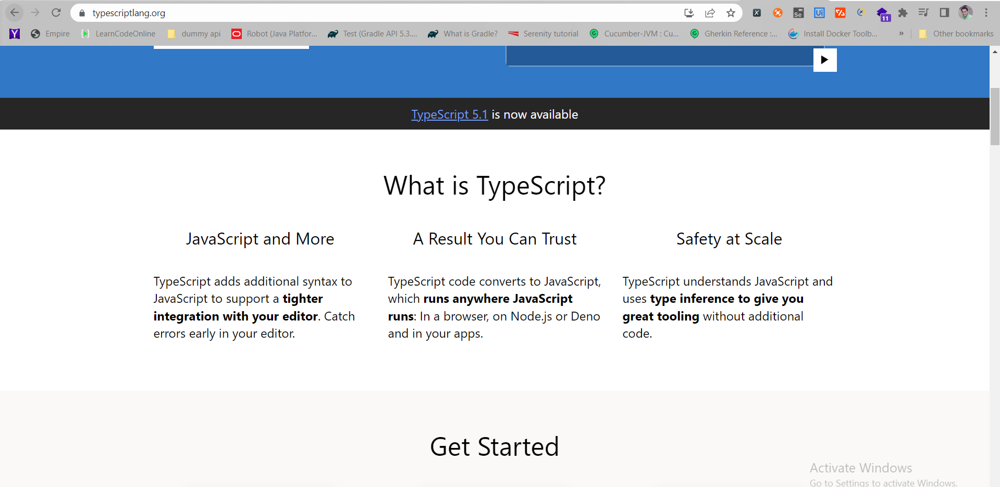 typescriptlang.org
Se
Ui
11
Y
Empire
LearnCodeOnline
dummy api
Robot (Java Platfor...
Test (Gradle API 5.3....
What is Gradle?
Serenity tutorial
Cucumber-JVM : Cu...
Gherkin Reference :...
Install Docker Toolb...
»
Other bookmarks
TypeScript 5.1 is now available
What is TypeScript?
JavaScript and More
TypeScript adds additional syntax to
JavaScript to support a tighter
integration with your editor. Catch
errors early in your editor.
A Result You Can Trust
TypeScript code converts to JavaScript,
which runs anywhere JavaScript
runs: In a browser, on Node.js or Deno
and in your apps.
Safety at Scale
TypeScript understands JavaScript and
uses type inference to give you
great tooling without additional
code.
Get Started
Activate Windows
Go to Settings to activate Windows.